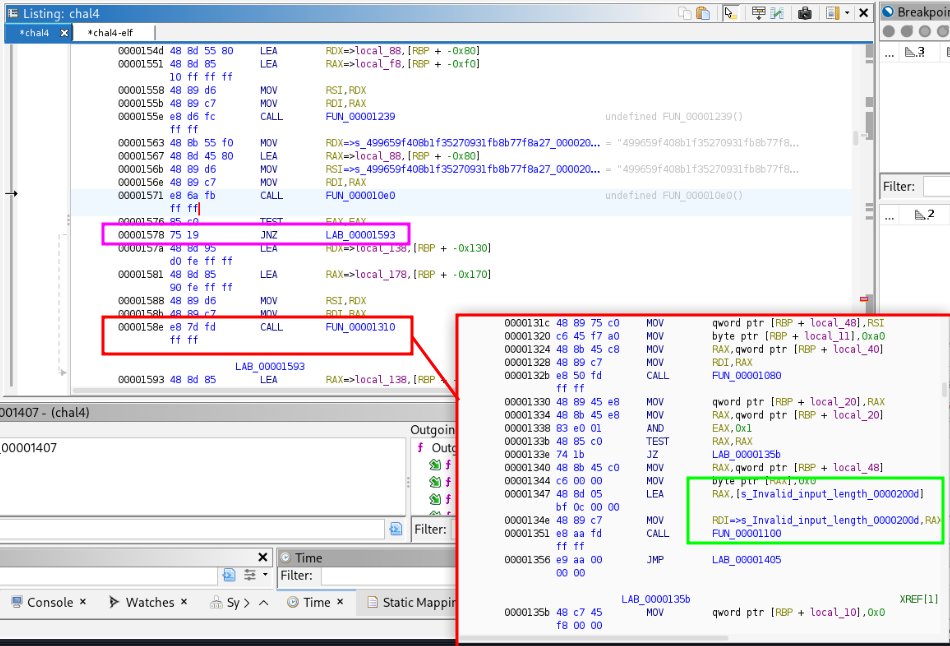 Listing: chal4
*chal4
*chal4-elf
0000154d 48 8d 55 80 LEA RDX=>local_88,[RBP + -0x80]
00001551 48 8d 85 LEA RAX=>local_f8,[RBP + -0xf0]
10 ff ff ff
00001558 48 89 d6 MOV RSI,RDX
0000155b 48 89 c7 MOV RDI,RAX
0000155e e8 d6 fc CALL FUN_00001239 undefined FUN_00001239()
ff ff
00001563 48 8b 55 f0 MOV RDX=>s_499659f408b1f35270931fb8b77f8a27_000020... = "499659f408b1f35270931fb8b77f8...
00001567 48 8d 45 80 LEA RAX=>local_88,[RBP + -0x80]
0000156b 48 89 d6 MOV RSI=>s_499659f408b1f35270931fb8b77f8a27_000020... = "499659f408b1f35270931fb8b77f8...
0000156e 48 89 c7 MOV RDI,RAX
00001571 e8 6a fb CALL FUN_000010e0 undefined FUN_000010e0()
ff ff
00001576 85 c0 TEST EAX,EAX
00001578 75 19 JNZ LAB_00001593
0000157a 48 8d 95 LEA RDX=>local_138,[RBP + -0x130]
d0 fe ff ff
00001581 48 8d 85 LEA RAX=>local_178,[RBP + -0x170]
90 fe ff ff
00001588 48 89 d6 MOV RSI,RDX
0000158b 48 89 c7 MOV RDI,RAX
0000158e e8 7d fd CALL FUN_00001310
ff ff
LAB_00001593
00001593 48 8d 85 LEA RAX=>local_138,[RBP +
Breakpoin
... 3
Filter:
... 2
001407 - (chal4)
_00001407
Outgoin
f Outg
f
f
f
Filter:
Time
Filter:
Console ×
Watches ×
Sy
Time ×
Static Mappin
0000131c 48 89 75 c0 MOV qword ptr [RBP + local_48],RSI
00001320 c6 45 f7 a0 MOV byte ptr [RBP + local_11],0xa0
00001324 48 8b 45 c8 MOV RAX,qword ptr [RBP + local_40]
00001328 48 89 c7 MOV RDI,RAX
0000132b e8 50 fd CALL FUN_00001080
ff ff
00001330 48 89 45 e8 MOV qword ptr [RBP + local_20],RAX
00001334 48 8b 45 e8 MOV RAX,qword ptr [RBP + local_20]
00001338 83 e0 01 AND EAX,0x1
0000133b 48 85 c0 TEST RAX,RAX
0000133e 74 1b JZ LAB_0000135b
00001340 48 8b 45 c0 MOV RAX,qword ptr [RBP + local_48]
00001344 c6 00 00 MOV byte ptr [RAX],0x0
00001347 48 8d 05 LEA RAX,[s_Invalid_input_length_0000200d]
bf 0c 00 00
0000134e 48 89 c7 MOV RDI=>s_Invalid_input_length_0000200d,RAX
00001351 e8 aa fd CALL FUN_00001100
ff ff
00001356 e9 aa 00 JMP LAB_00001405
00 00
LAB_0000135b XREF[1]
0000135b 48 c7 45 MOV qword ptr [RBP + local_10],0x0
f8 00 00